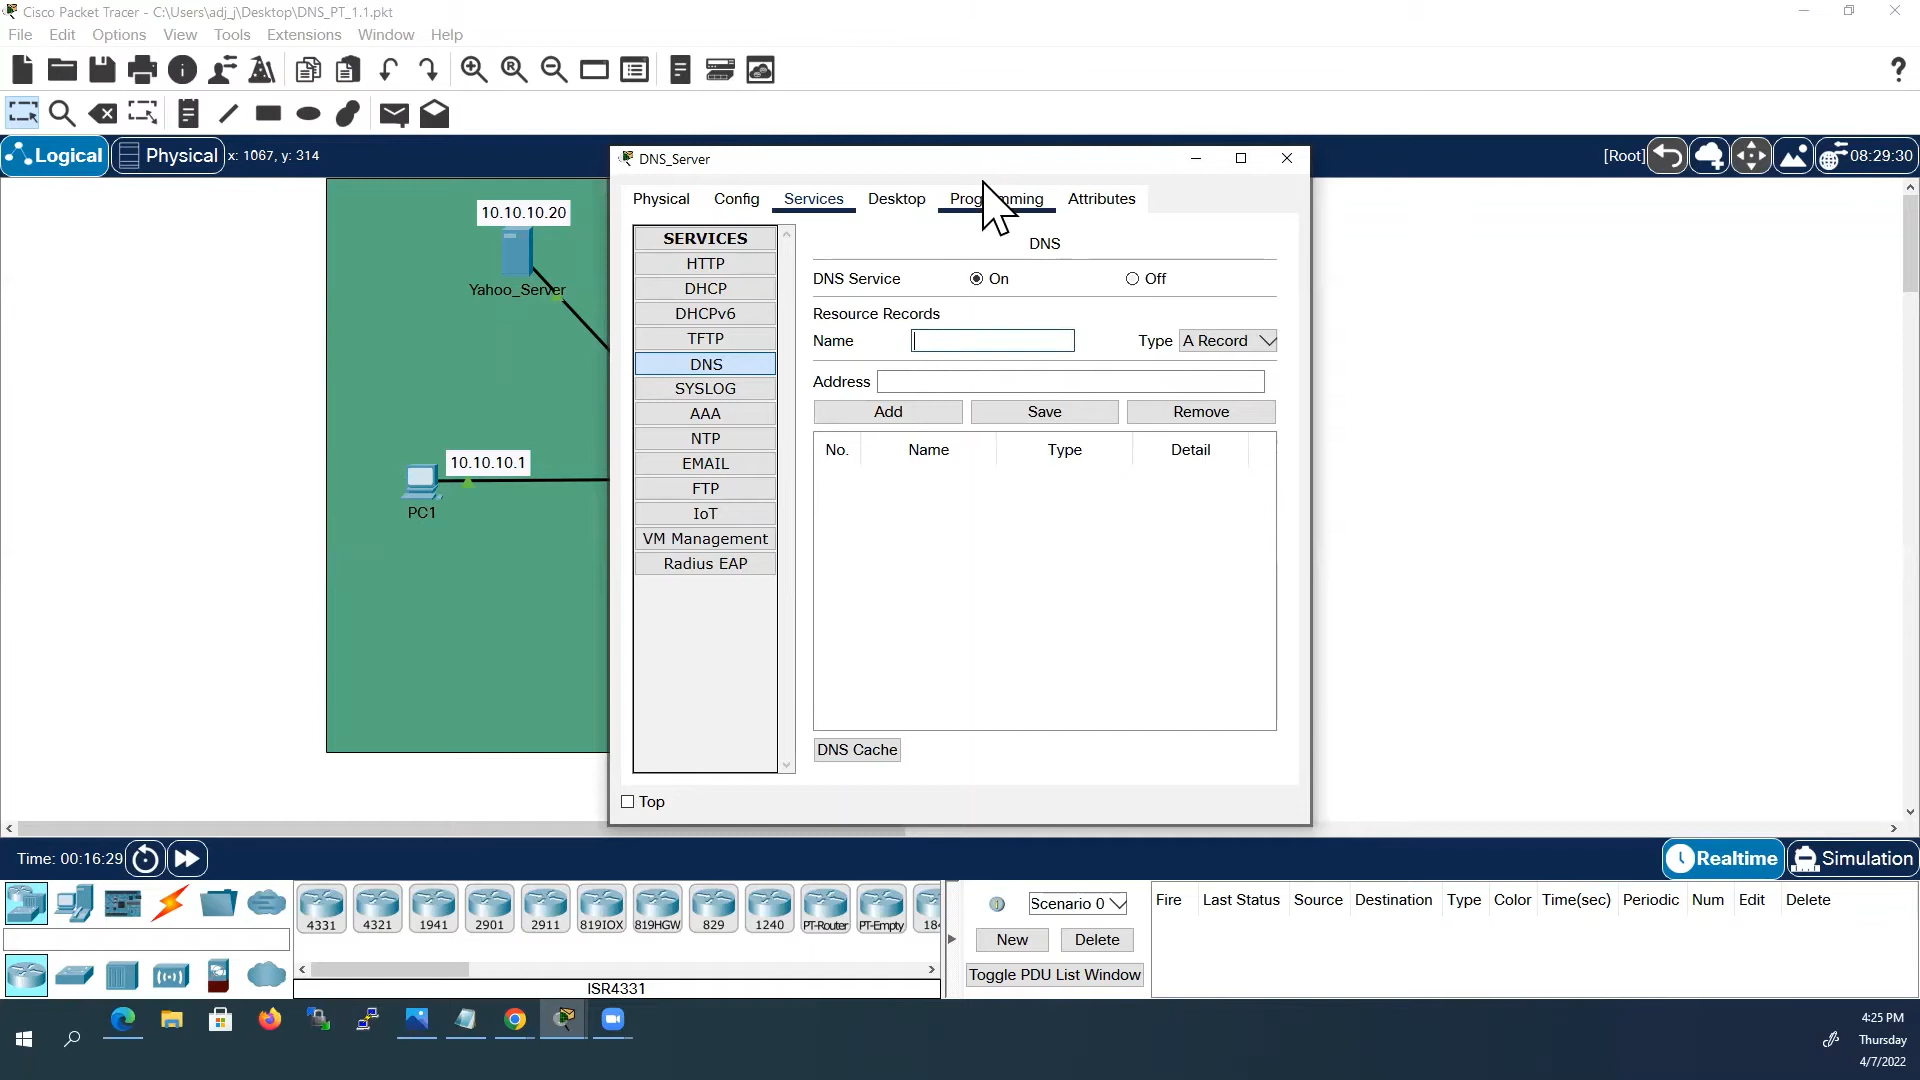 Cisco Packet Tracer - C:\Users\adj_j\Desktop\DNS_PT_1.1.pkt
File Edit Options View Tools Extensions Window Help
Logical Physical x: 1067, y: 314
[Root] 08:29:30
10.10.10.20
Yahoo_Server
10.10.10.1
PC1
DNS_Server
Physical Config Services Desktop Programming Attributes
SERVICES
HTTP
DHCP
DHCPv6
TFTP
DNS
SYSLOG
AAA
NTP
EMAIL
FTP
IoT
VM Management
Radius EAP
DNS
DNS Service On Off
Resource Records
Name Type A Record
Address
Add Save Remove
No. Name Type Detail
DNS Cache
Top
Time: 00:16:29
Realtime Simulation
4331 4321 1941 2901 2911 819IOX 819HGW 829 1240 PT-Router PT-Empty 184
ISR4331
Scenario 0
New Delete
Toggle PDU List Window
Fire Last Status Source Destination Type Color Time(sec) Periodic Num Edit Delete
4:25 PM
Thursday
4/7/2022